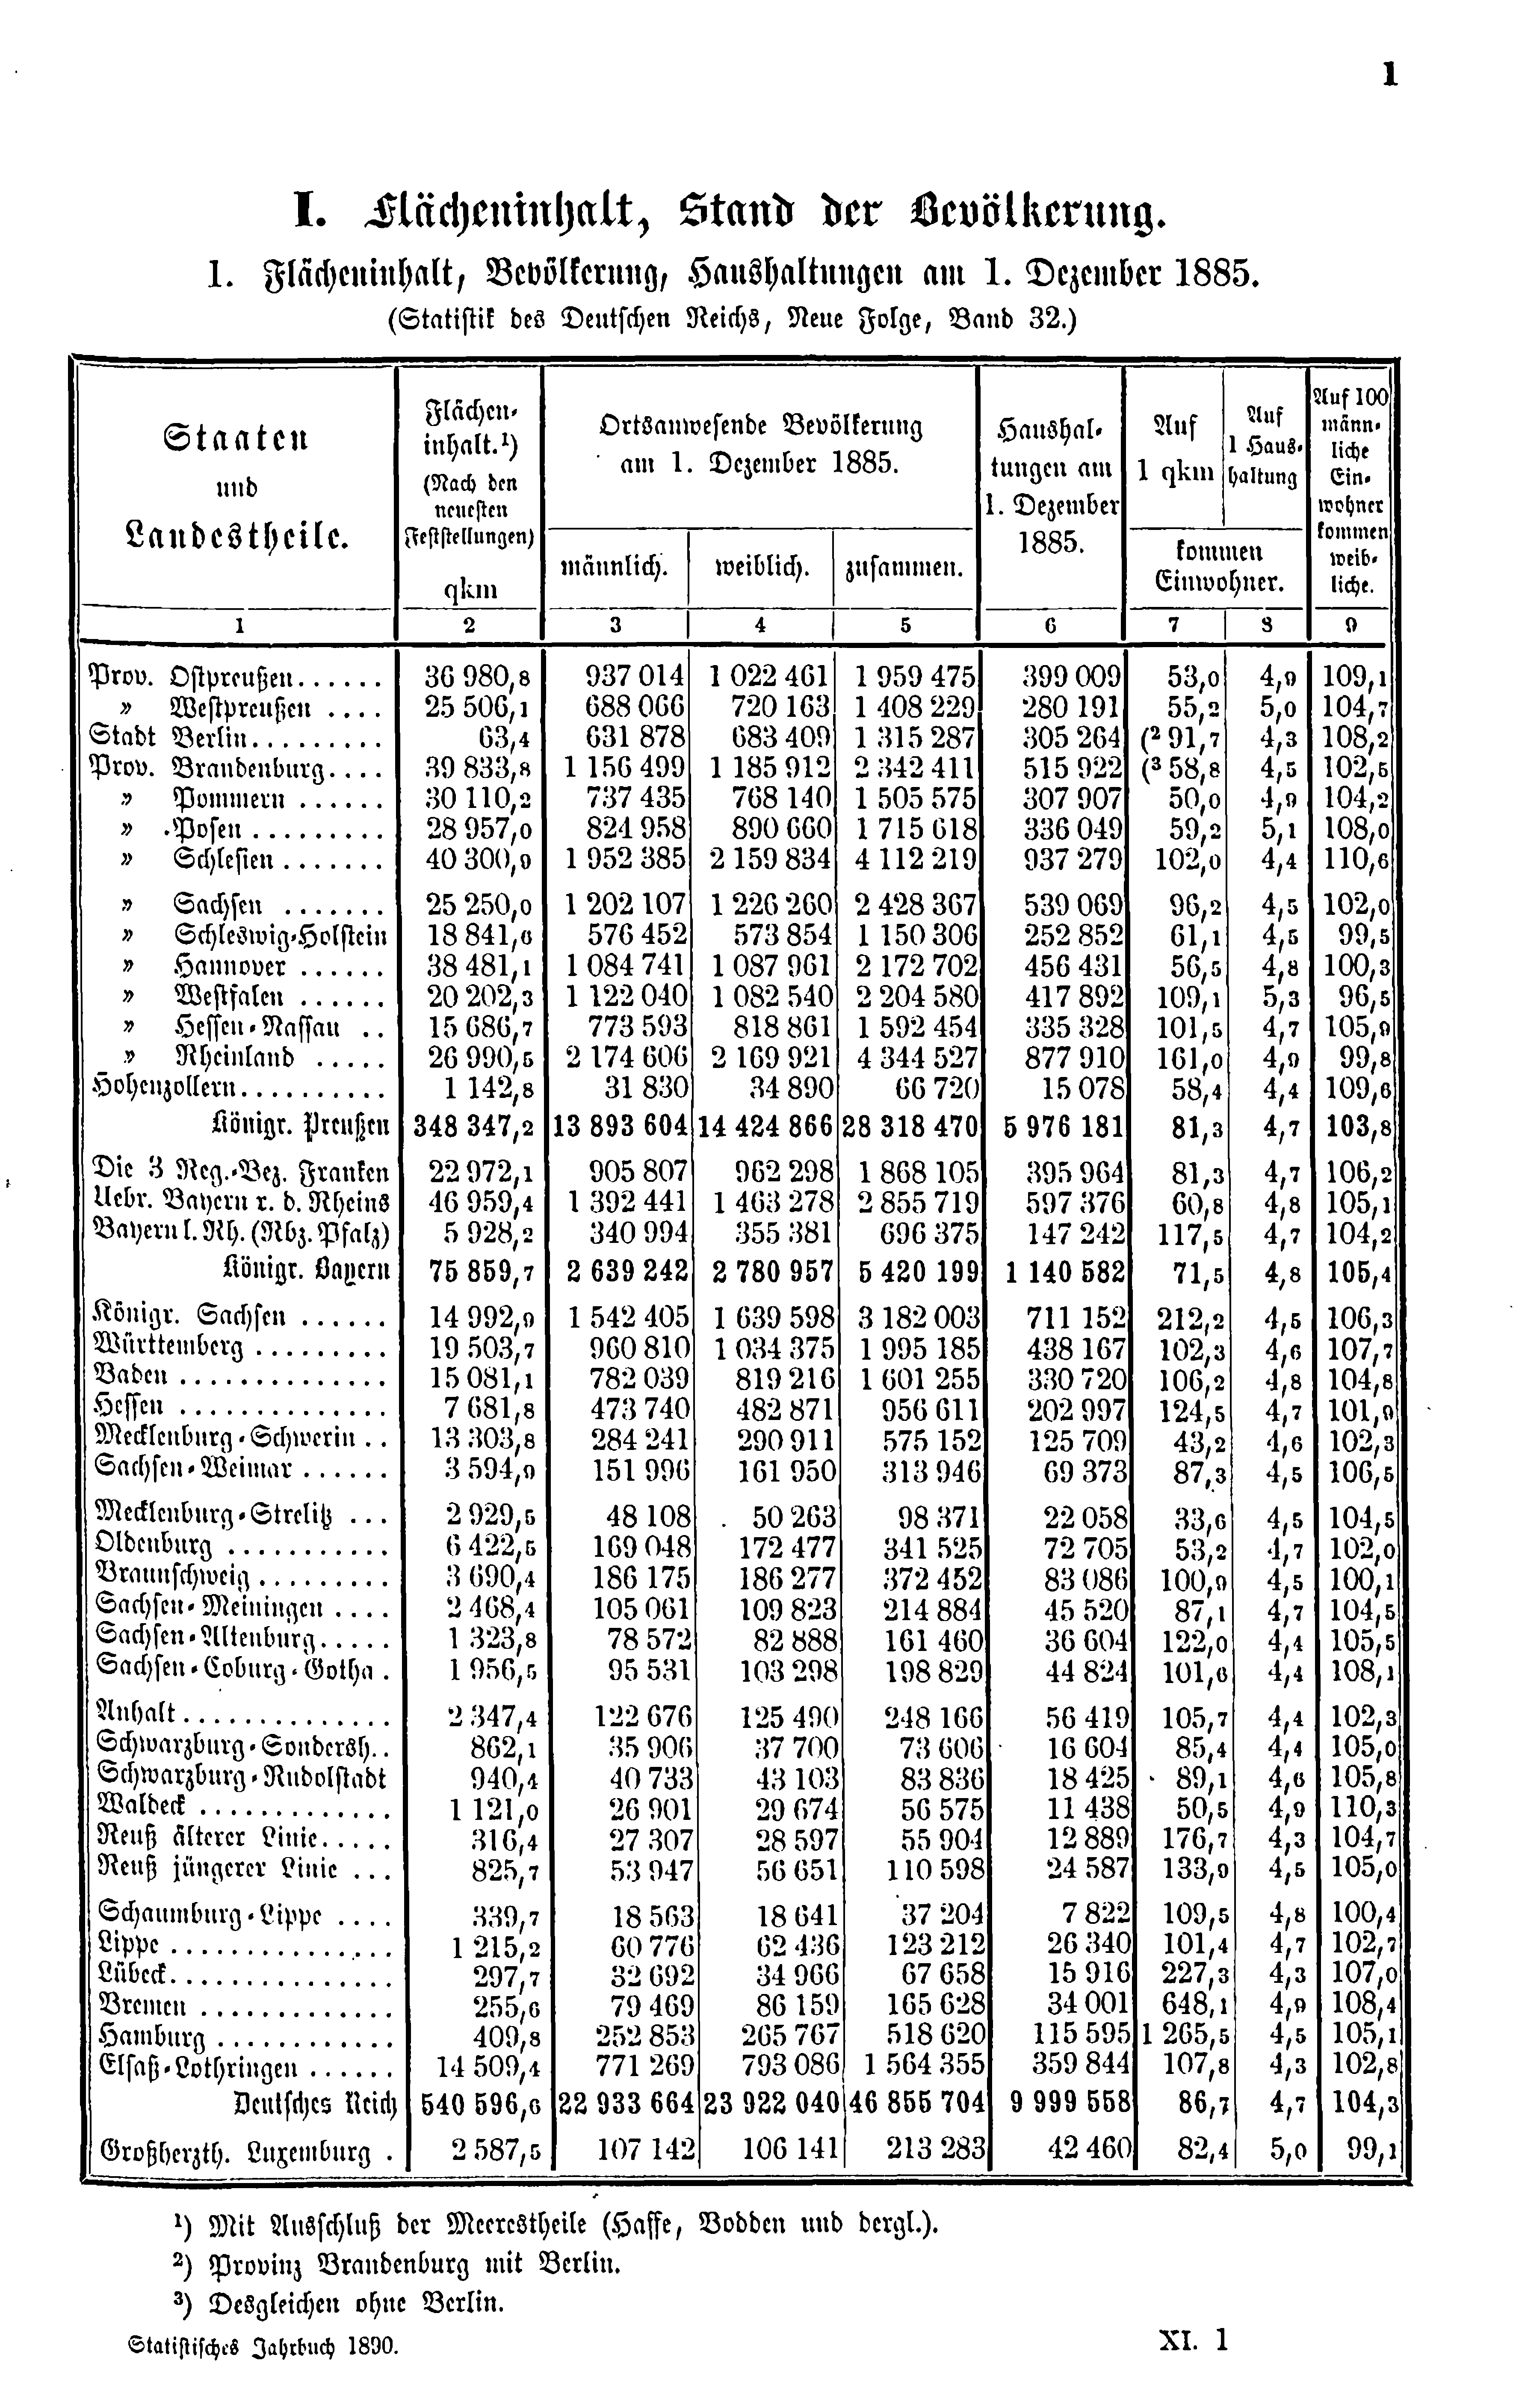 1
I. Flächeninhalt, Stand der Bevölkerung.
1. Flächeninhalt, Bevölkerung, Haushaltungen am 1. Dezember 1885.
(Statistik des Deutschen Reichs, Neue Folge, Band 32.)
Staaten und Landestheile. Flächen-inhalt.¹) (Nach den neuesten Feststellungen) qkm Ortsanwesende Bevölkerung am 1. Dezember 1885. männlich. weiblich. zusammen. Haushal-tungen am 1. Dezember 1885. Auf 1 qkm Auf 1 Haus-haltung kommen Einwohner. Auf 100 männ-liche Ein-wohner kommen weib-liche.
1 2 3 4 5 6 7 8 9
Prov. Ostpreußen...... 36 980,8 937 014 1 022 461 1 959 475 399 009 53,0 4,9 109,1
» Westpreußen .... 25 506,1 688 066 720 163 1 408 229 280 191 55,2 5,0 104,7
Stadt Berlin......... 63,4 631 878 683 409 1 315 287 305 264 (² 91,7 4,3 108,2
Prov. Brandenburg.... 39 833,8 1 156 499 1 185 912 2 342 411 515 922 (³ 58,8 4,5 102,5
» Pommern ...... 30 110,2 737 435 768 140 1 505 575 307 907 50,0 4,9 104,2
» Posen ......... 28 957,0 824 958 890 660 1 715 618 336 049 59,2 5,1 108,0
» Schlesien ....... 40 300,9 1 952 385 2 159 834 4 112 219 937 279 102,0 4,4 110,6
» Sachsen ....... 25 250,0 1 202 107 1 226 260 2 428 367 539 069 96,2 4,5 102,0
» Schleswig-Holstein 18 841,6 576 452 573 854 1 150 306 252 852 61,1 4,5 99,5
» Hannover ...... 38 481,1 1 084 741 1 087 961 2 172 702 456 431 56,5 4,8 100,3
» Westfalen ...... 20 202,3 1 122 040 1 082 540 2 204 580 417 892 109,1 5,3 96,5
» Hessen-Nassau .. 15 686,7 773 593 818 861 1 592 454 335 328 101,5 4,7 105,9
» Rheinland ..... 26 990,5 2 174 606 2 169 921 4 344 527 877 910 161,0 4,9 99,8
Hohenzollern.......... 1 142,8 31 830 34 890 66 720 15 078 58,4 4,4 109,6
Königr. Preußen 348 347,2 13 893 604 14 424 866 28 318 470 5 976 181 81,3 4,7 103,8
Die 3 Reg.-Bez. Franken 22 972,1 905 807 962 298 1 868 105 395 964 81,3 4,7 106,2
Uebr. Bayern r. d. Rheins 46 959,4 1 392 441 1 463 278 2 855 719 597 376 60,8 4,8 105,1
Bayern l. Rh. (Rbz. Pfalz) 5 928,2 340 994 355 381 696 375 147 242 117,5 4,7 104,2
Königr. Bayern 75 859,7 2 639 242 2 780 957 5 420 199 1 140 582 71,5 4,8 105,4
Königr. Sachsen ...... 14 992,9 1 542 405 1 639 598 3 182 003 711 152 212,2 4,5 106,3
Württemberg ......... 19 503,7 960 810 1 034 375 1 995 185 438 167 102,3 4,6 107,7
Baden .............. 15 081,1 782 039 819 216 1 601 255 330 720 106,2 4,8 104,8
Hessen .............. 7 681,8 473 740 482 871 956 611 202 997 124,5 4,7 101,9
Mecklenburg-Schwerin .. 13 303,8 284 241 290 911 575 152 125 709 43,2 4,6 102,3
Sachsen-Weimar ...... 3 594,9 151 996 161 950 313 946 69 373 87,3 4,5 106,5
Mecklenburg-Strelitz ... 2 929,5 48 108 50 263 98 371 22 058 33,6 4,5 104,5
Oldenburg ........... 6 422,5 169 048 172 477 341 525 72 705 53,2 4,7 102,0
Braunschweig ......... 3 690,4 186 175 186 277 372 452 83 086 100,9 4,5 100,1
Sachsen-Meiningen .... 2 468,4 105 061 109 823 214 884 45 520 87,1 4,7 104,5
Sachsen-Altenburg..... 1 323,8 78 572 82 888 161 460 36 604 122,0 4,4 105,5
Sachsen-Coburg-Gotha . 1 956,5 95 531 103 298 198 829 44 824 101,6 4,4 108,1
Anhalt.............. 2 347,4 122 676 125 490 248 166 56 419 105,7 4,4 102,3
Schwarzburg-Sondersh.. 862,1 35 906 37 700 73 606 16 604 85,4 4,4 105,0
Schwarzburg-Rudolstadt 940,4 40 733 43 103 83 836 18 425 89,1 4,6 105,8
Waldeck ............. 1 121,0 26 901 29 674 56 575 11 438 50,5 4,9 110,3
Reuß älterer Linie..... 316,4 27 307 28 597 55 904 12 889 176,7 4,3 104,7
Reuß jüngerer Linie ... 825,7 53 947 56 651 110 598 24 587 133,9 4,5 105,0
Schaumburg-Lippe .... 339,7 18 563 18 641 37 204 7 822 109,5 4,8 100,4
Lippe ............... 1 215,2 60 776 62 436 123 212 26 340 101,4 4,7 102,7
Lübeck............... 297,7 32 692 34 966 67 658 15 916 227,3 4,3 107,0
Bremen ............. 255,6 79 469 86 159 165 628 34 001 648,1 4,9 108,4
Hamburg ............ 409,8 252 853 265 767 518 620 115 595 1 265,5 4,5 105,1
Elsaß-Lothringen ...... 14 509,4 771 269 793 086 1 564 355 359 844 107,8 4,3 102,8
Deutsches Reich 540 596,6 22 933 664 23 922 040 46 855 704 9 999 558 86,7 4,7 104,3
Großherzth. Luxemburg . 2 587,5 107 142 106 141 213 283 42 460 82,4 5,0 99,1
¹) Mit Ausschluß der Meerestheile (Haffe, Bodden und dergl.).
²) Provinz Brandenburg mit Berlin.
³) Desgleichen ohne Berlin.
Statistisches Jahrbuch 1890. XI. 1